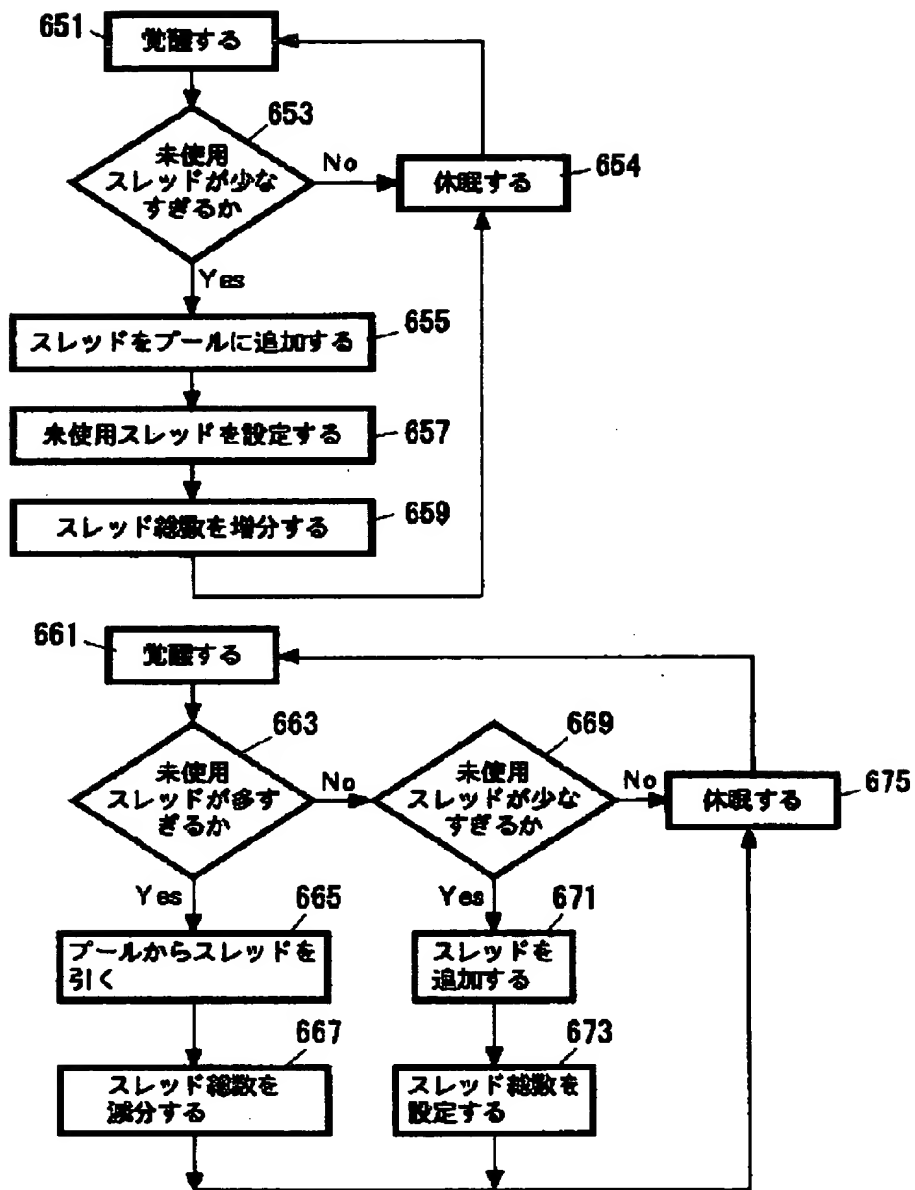 651
覚醒する
653
未使用
スレッドが少な
すぎるか
No
休眠する
654
Yes
スレッドをプールに追加する
655
未使用スレッドを設定する
657
スレッド総数を増分する
659
661
覚醒する
663
未使用
スレッドが多す
ぎるか
No
669
未使用
スレッドが少な
すぎるか
No
休眠する
675
Yes
665
プールからスレッドを
引く
Yes
671
スレッドを
追加する
667
スレッド総数を
減分する
673
スレッド総数を
設定する